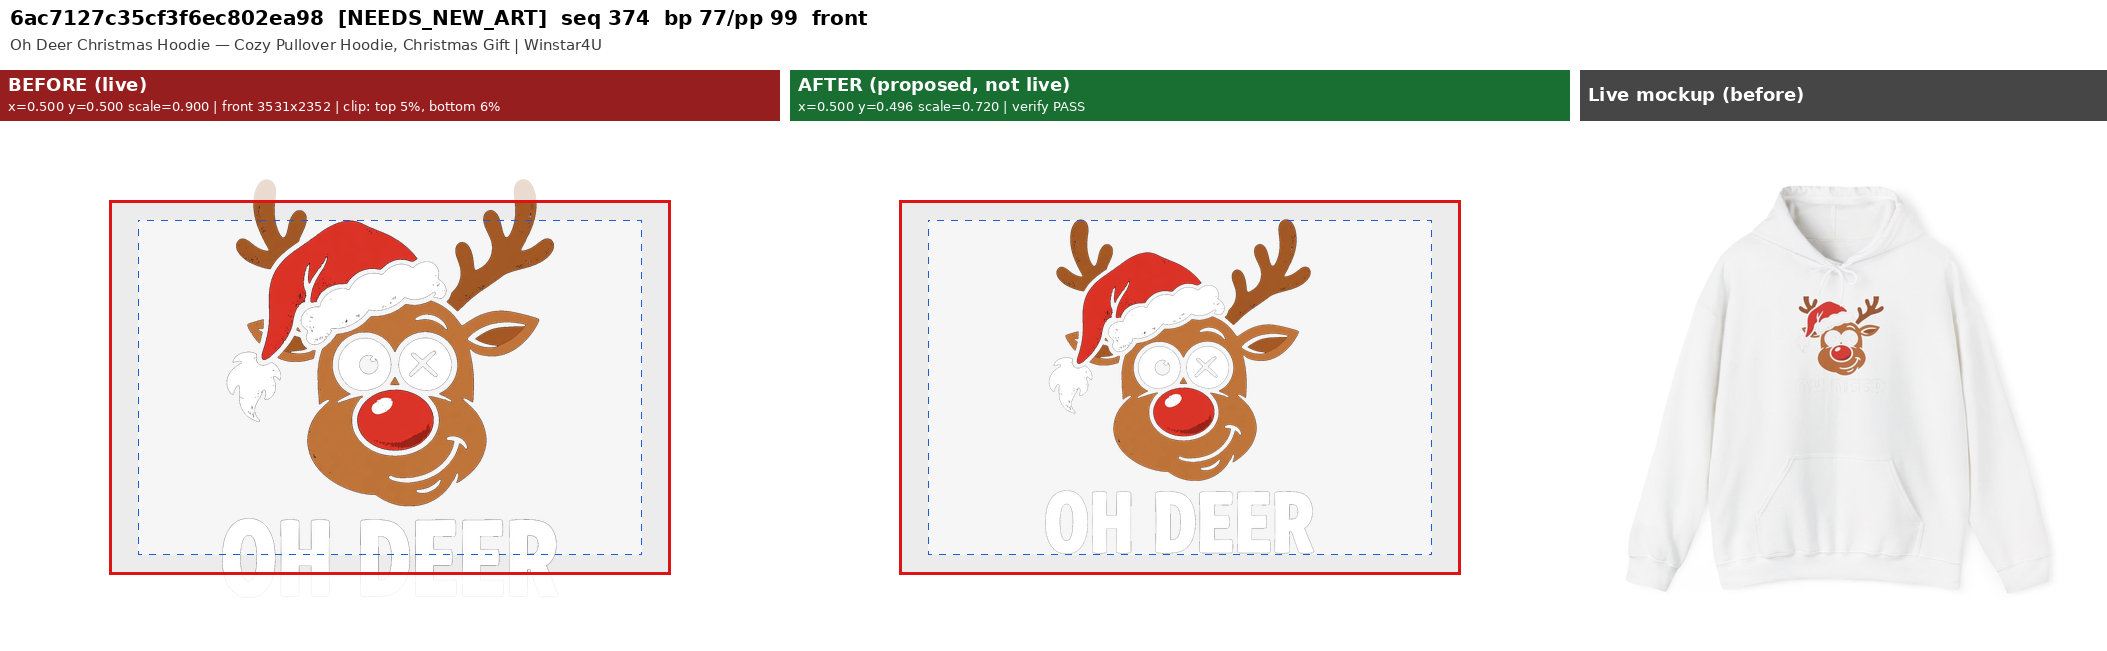 6ac7127c35cf3f6ec802ea98 [NEEDS_NEW_ART] seq 374 bp 77/pp 99 front
Oh Deer Christmas Hoodie — Cozy Pullover Hoodie, Christmas Gift | Winstar4U
BEFORE (live)
x=0.500 y=0.500 scale=0.900 | front 3531x2352 | clip: top 5%, bottom 6%
AFTER (proposed, not live)
x=0.500 y=0.496 scale=0.720 | verify PASS
Live mockup (before)
OH DEER
OH DEER